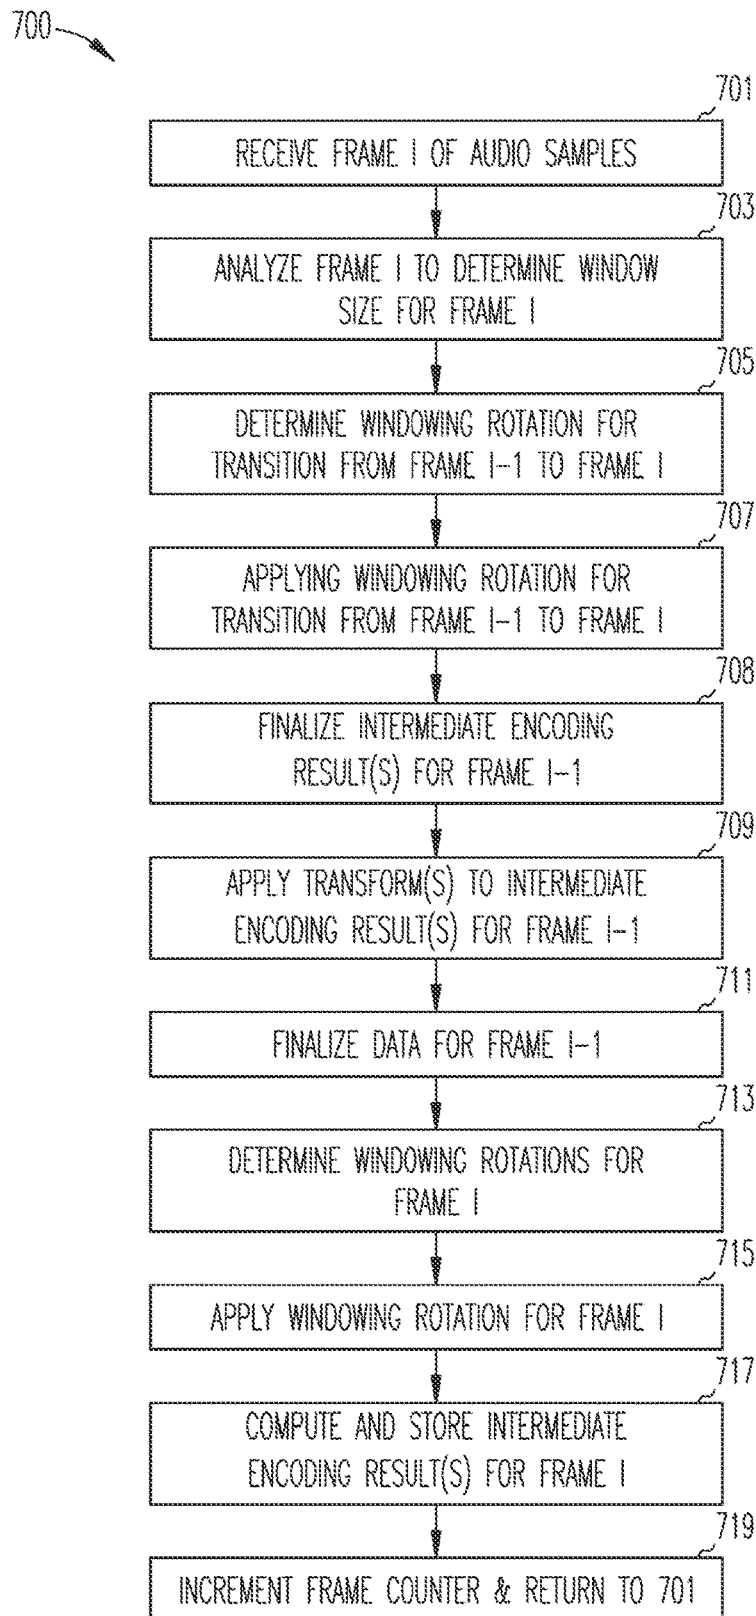 700
701
RECEIVE FRAME I OF AUDIO SAMPLES
703
ANALYZE FRAME I TO DETERMINE WINDOW
SIZE FOR FRAME I
705
DETERMINE WINDOWING ROTATION FOR
TRANSITION FROM FRAME I-1 TO FRAME I
707
APPLYING WINDOWING ROTATION FOR
TRANSITION FROM FRAME I-1 TO FRAME I
708
FINALIZE INTERMEDIATE ENCODING
RESULT(S) FOR FRAME I-1
709
APPLY TRANSFORM(S) TO INTERMEDIATE
ENCODING RESULT(S) FOR FRAME I-1
711
FINALIZE DATA FOR FRAME I-1
713
DETERMINE WINDOWING ROTATIONS FOR
FRAME I
715
APPLY WINDOWING ROTATION FOR FRAME I
717
COMPUTE AND STORE INTERMEDIATE
ENCODING RESULT(S) FOR FRAME I
719
INCREMENT FRAME COUNTER & RETURN TO 701